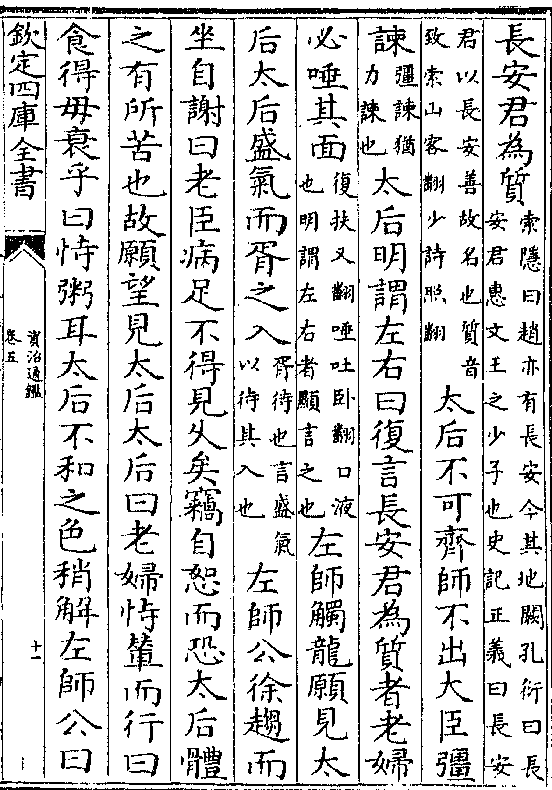 長安君為質索隱曰趙亦有長安今其地闕孔衍曰長安君惠文王之少子也史記正義曰長安
君以長安善故名也質音致索山客翻少詩照翻太后不可齊師不出大臣彊
諫彊諫猶力諫也太后明謂左右曰復言長安君為質者老婦
必唾其面復扶又翻唾吐卧翻口液也明謂左右者顯言之也左師觸龍願見太
后太后盛氣而胥之入胥待也言盛氣以待其入也左師公徐趨而
坐自謝曰老臣病足不得見久矣竊自恕而恐太后體
之有所苦也故願望見太后太后曰老婦恃輦而行曰
食得毋衰乎曰恃粥耳太后不和之色稍解左師公曰
欽定四庫全書
資治通鑑
卷五
十一